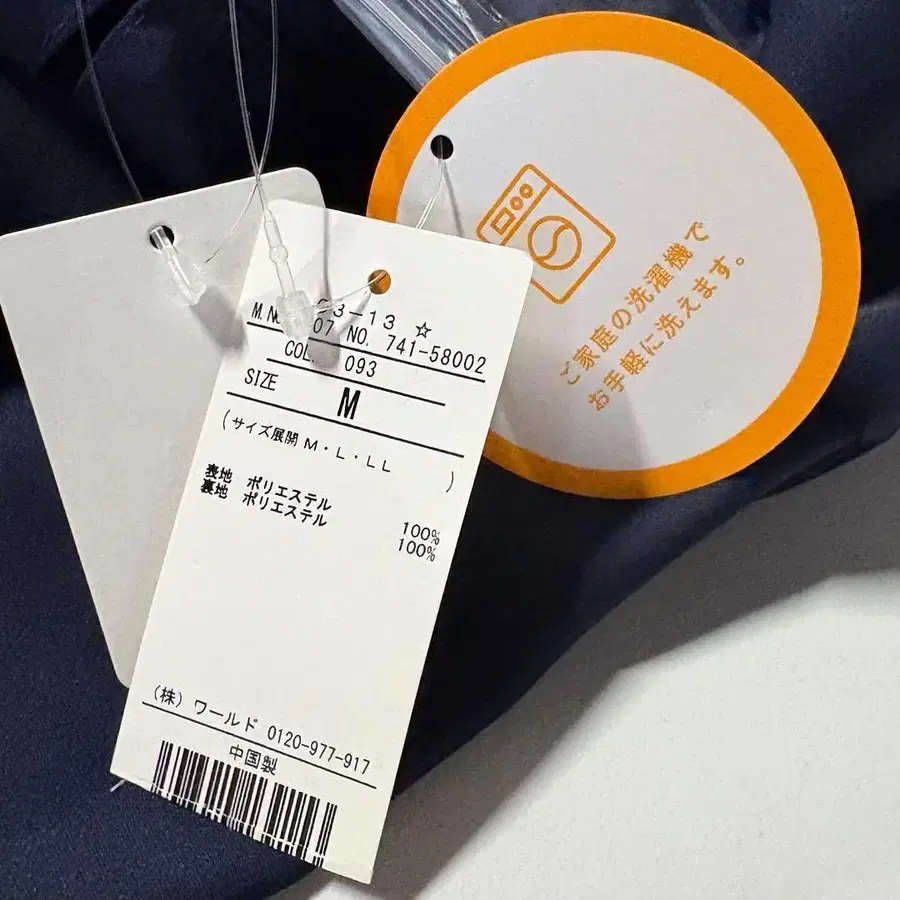 53-13 ☆
M.NO. 07 NO. 741-58002
COL. 093
SIZE M
(サイズ展開 M・L・LL )
表地 ポリエステル 100%
裏地 ポリエステル 100%
(株) ワールド 0120-977-917
中国製
ご家庭の洗濯機で
お手軽に洗えます。